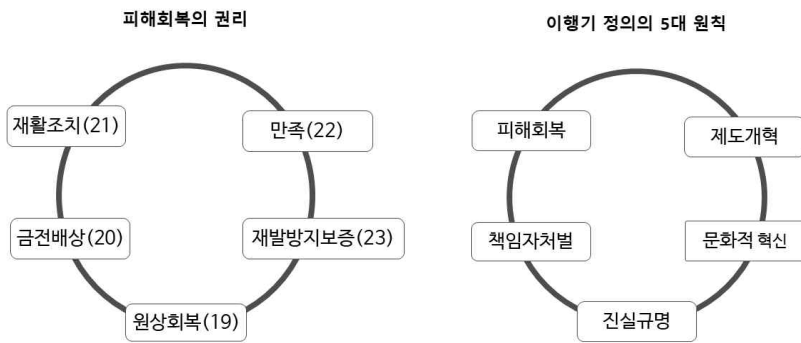 피해회복의 권리
재활조치(21)
만족(22)
금전배상(20)
재발방지보증(23)
원상회복(19)
이행기 정의의 5대 원칙
피해회복
제도개혁
책임자처벌
문화적 혁신
진실규명